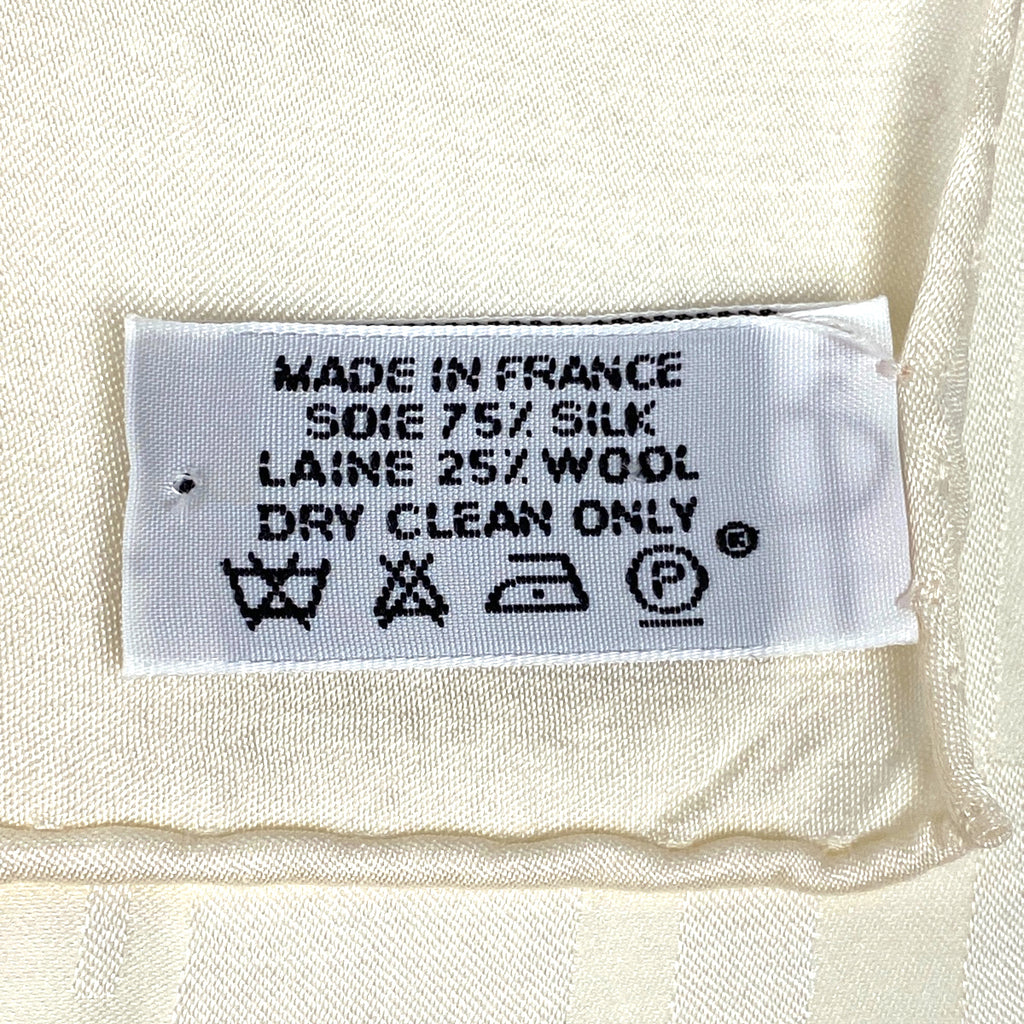 MADE IN FRANCE
SOIE 75% SILK
LAINE 25% WOOL
DRY CLEAN ONLY
P